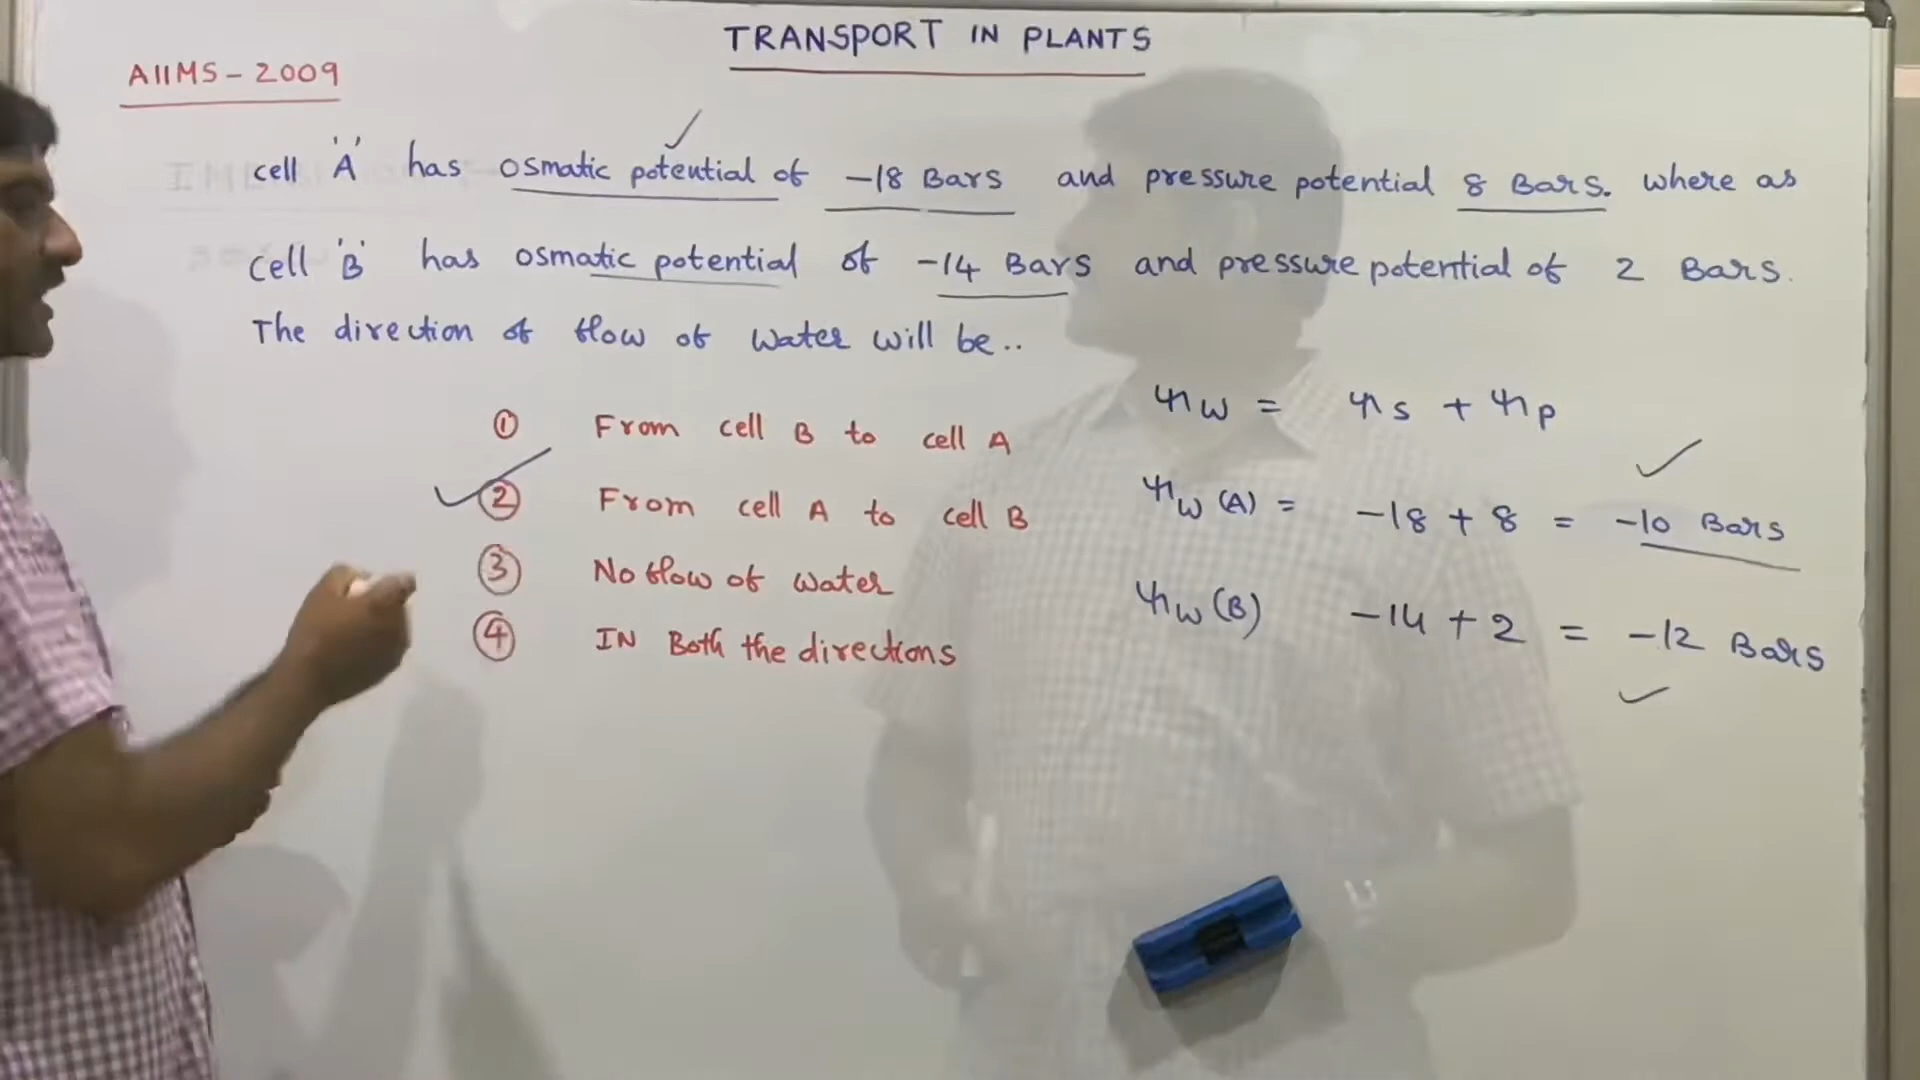 TRANSPORT IN PLANTS
AIIMS - 2009
cell 'A' has osmatic potential of -18 Bars and pressure potential 8 Bars. where as
cell 'B' has osmatic potential of -14 Bars and pressure potential of 2 Bars.
The direction of flow of water will be..
① From cell B to cell A
② From cell A to cell B
③ No flow of water
④ IN Both the directions
Ψw = Ψs + Ψp
Ψw (A) = -18 + 8 = -10 Bars
Ψw (B) -14 + 2 = -12 Bars